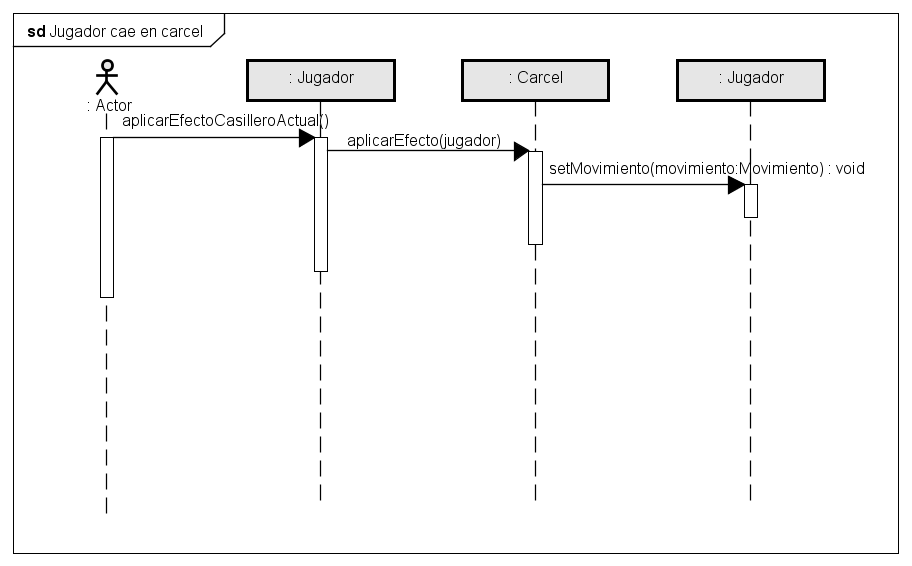 sd Jugador cae en carcel
: Actor
: Jugador
: Carcel
: Jugador
aplicarEfectoCasilleroActual()
aplicarEfecto(jugador)
setMovimiento(movimiento:Movimiento) : void